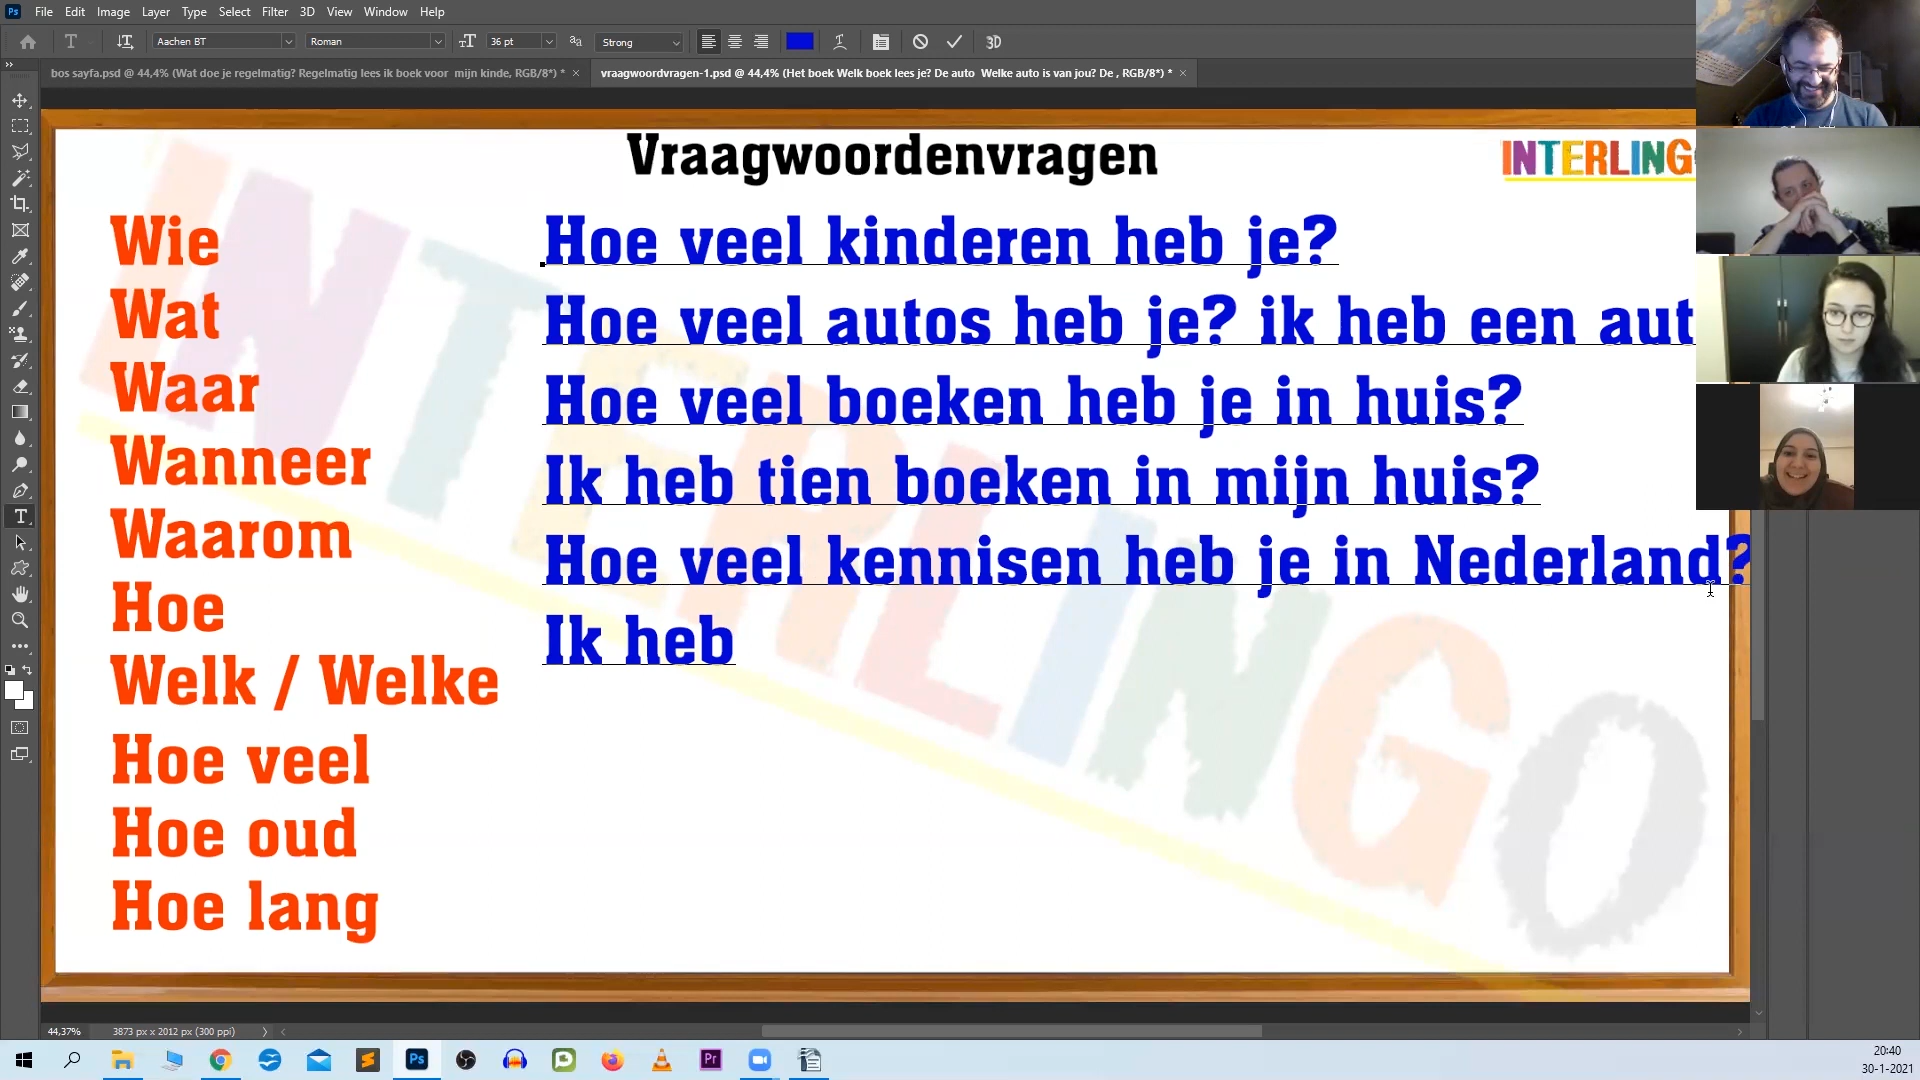 File Edit Image Layer Type Select Filter 3D View Window Help
Aachen BT Roman 36 pt Strong 3D
bos sayfa.psd @ 44,4% (Wat doe je regelmatig? Regelmatig lees ik boek voor mijn kinde, RGB/8*) *
vraagwoordvragen-1.psd @ 44,4% (Het boek Welk boek lees je? De auto Welke auto is van jou? De , RGB/8*) *
Vraagwoordenvragen
INTERLINGO
Wie
Wat
Waar
Wanneer
Waarom
Hoe
Welk / Welke
Hoe veel
Hoe oud
Hoe lang
Hoe veel kinderen heb je?
Hoe veel autos heb je? ik heb een aut
Hoe veel boeken heb je in huis?
Ik heb tien boeken in mijn huis?
Hoe veel kennisen heb je in Nederland?
Ik heb
INTERLINGO
44,37% 3873 px x 2012 px (300 ppi)
20:40
30-1-2021